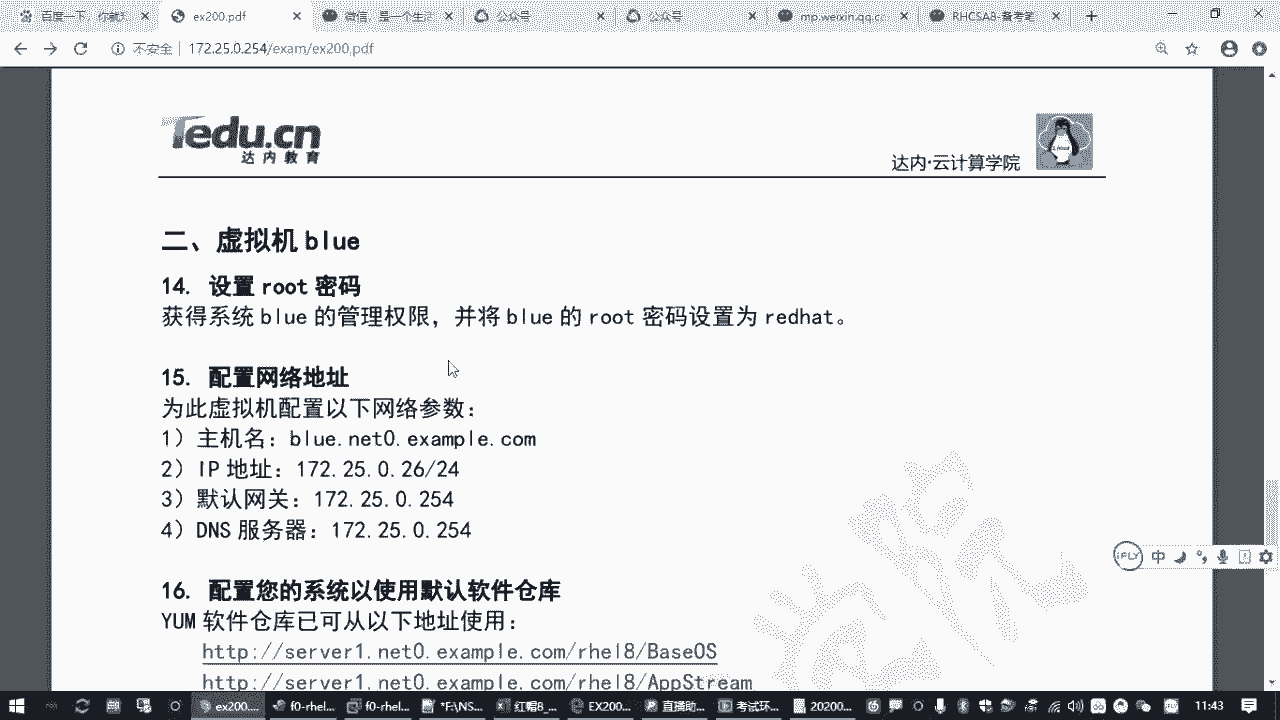 百度一下，你就
ex200.pdf
微信，是一个生活
公众号
公众号
mp.weixin.qq.c
RHCSA8-备考笔
不安全
172.25.0.254/exam/ex200.pdf
Tedu.cn
达内教育
达内·云计算学院
二、虚拟机 blue
14. 设置 root 密码
获得系统 blue 的管理权限，并将 blue 的 root 密码设置为 redhat。
15. 配置网络地址
为此虚拟机配置以下网络参数：
1）主机名：blue.net0.example.com
2）IP 地址：172.25.0.26/24
3）默认网关：172.25.0.254
4）DNS 服务器：172.25.0.254
iFLY
中
16. 配置您的系统以使用默认软件仓库
YUM 软件仓库已可从以下地址使用：
http://server1.net0.example.com/rhel8/BaseOS
http://server1.net0.example.com/rhel8/AppStream
ex200....
f0-rhel...
f0-rhel...
*F:\NS...
红帽8_...
EX200...
直播助...
考试环...
20200...
11:43